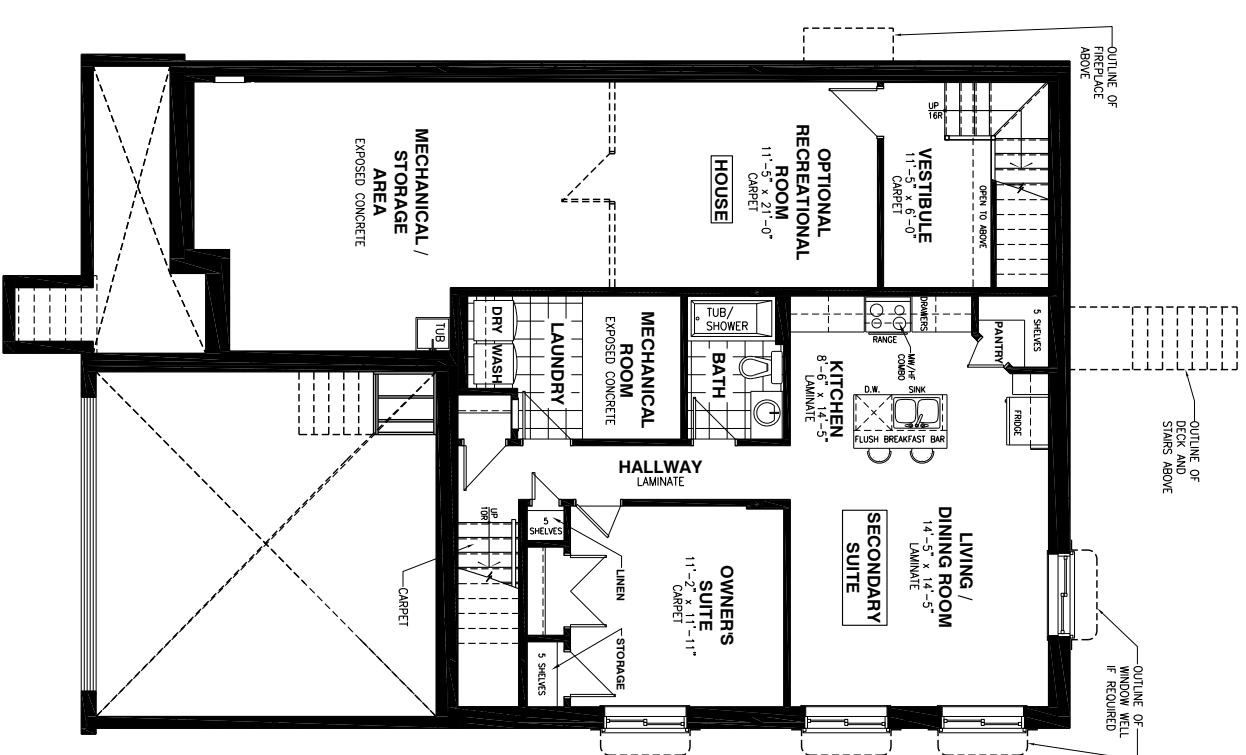 OUTLINE OF
FIREPLACE
ABOVE
UP
16R
VESTIBULE
11'-5" x 6'-0"
CARPET
OPEN TO ABOVE
OPTIONAL
RECREATIONAL
ROOM
11'-5" x 21'-0"
CARPET
HOUSE
MECHANICAL /
STORAGE
AREA
EXPOSED CONCRETE
TUB
DRY
WASH
LAUNDRY
MECHANICAL
ROOM
EXPOSED CONCRETE
TUB/
SHOWER
BATH
DRAWERS
RANGE
MW/HF
COMBO
5 SHELVES
PANTRY
KITCHEN
8'-6" x 14'-5"
LAMINATE
D.W.
SINK
FLUSH BREAKFAST BAR
FRIDGE
OUTLINE OF
DECK AND
STAIRS ABOVE
HALLWAY
LAMINATE
LIVING /
DINING ROOM
14'-5" x 14'-5"
LAMINATE
SECONDARY
SUITE
UP
10R
5
SHELVES
LINEN
OWNER'S
SUITE
11'-2" x 11'-11"
CARPET
CARPET
STORAGE
5 SHELVES
OUTLINE OF
WINDOW WELL
IF REQUIRED